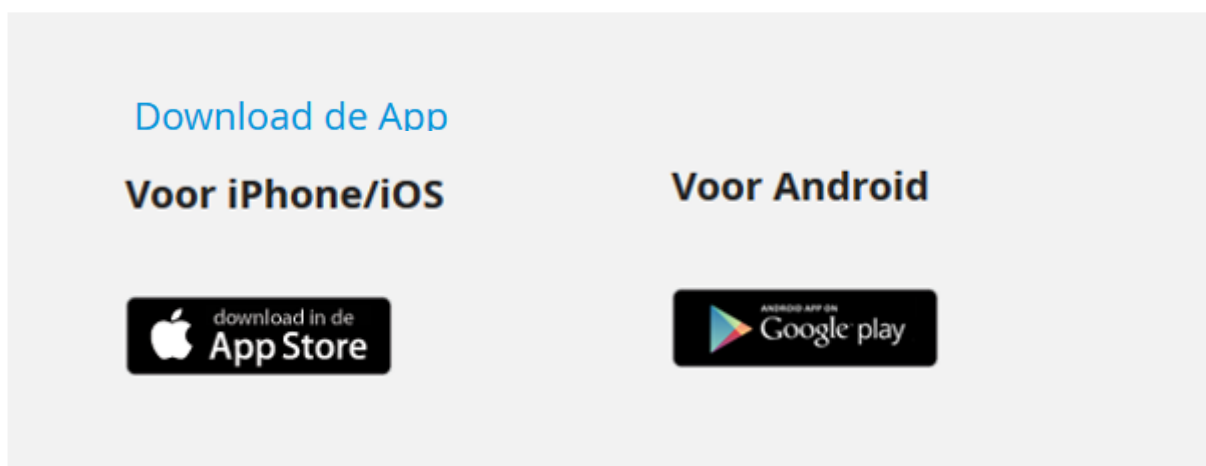 Download de App
Voor iPhone/iOS
Voor Android
download in de
App Store
ANDROID APP ON
Google play